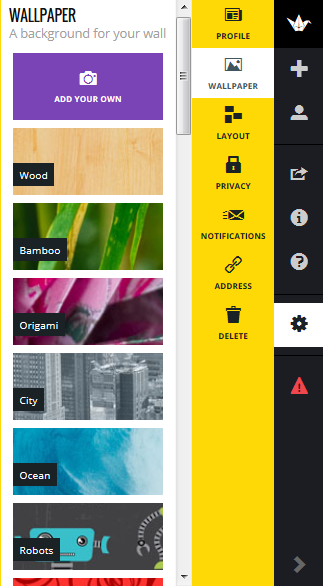 WALLPAPER
A background for your wall
ADD YOUR OWN
Wood
Bamboo
Origami
City
Ocean
Robots
PROFILE
WALLPAPER
LAYOUT
PRIVACY
NOTIFICATIONS
ADDRESS
DELETE